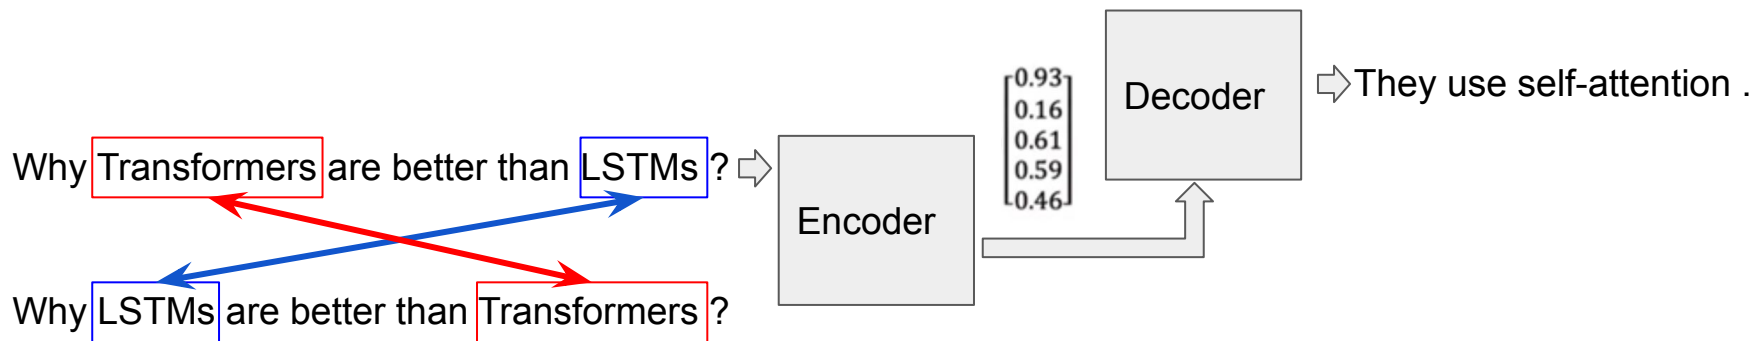 Why Transformers are better than LSTMs ?
Why LSTMs are better than Transformers ?
Encoder
0.93
0.16
0.61
0.59
0.46
Decoder
They use self-attention .